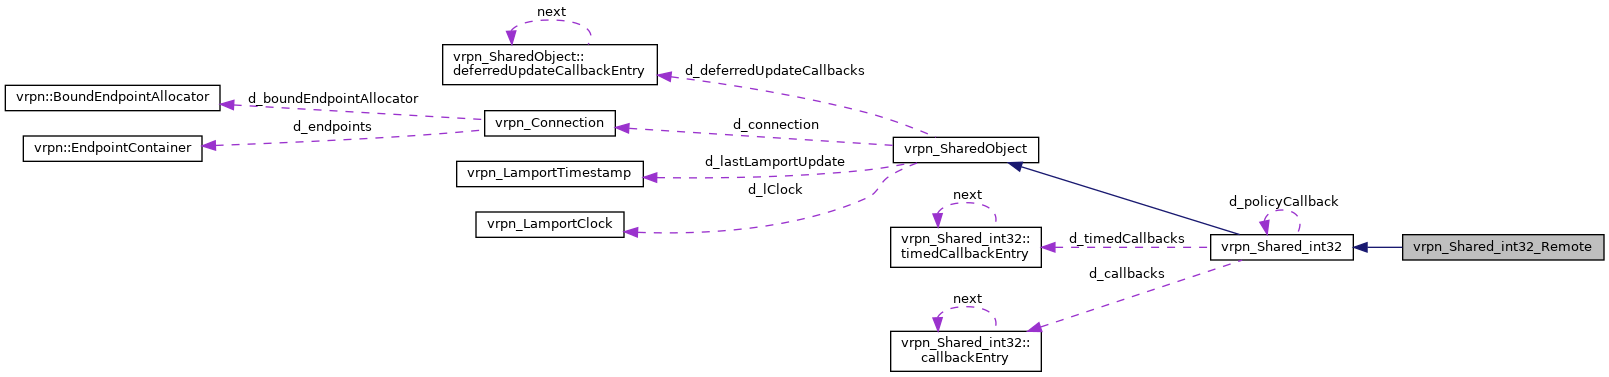 next
vrpn_SharedObject::
deferredUpdateCallbackEntry
d_deferredUpdateCallbacks
vrpn::BoundEndpointAllocator
d_boundEndpointAllocator
vrpn_Connection
d_connection
d_endpoints
vrpn::EndpointContainer
vrpn_SharedObject
d_lastLamportUpdate
vrpn_LamportTimestamp
d_lClock
vrpn_LamportClock
next
d_policyCallback
vrpn_Shared_int32::
timedCallbackEntry
d_timedCallbacks
vrpn_Shared_int32
vrpn_Shared_int32_Remote
d_callbacks
next
vrpn_Shared_int32::
callbackEntry